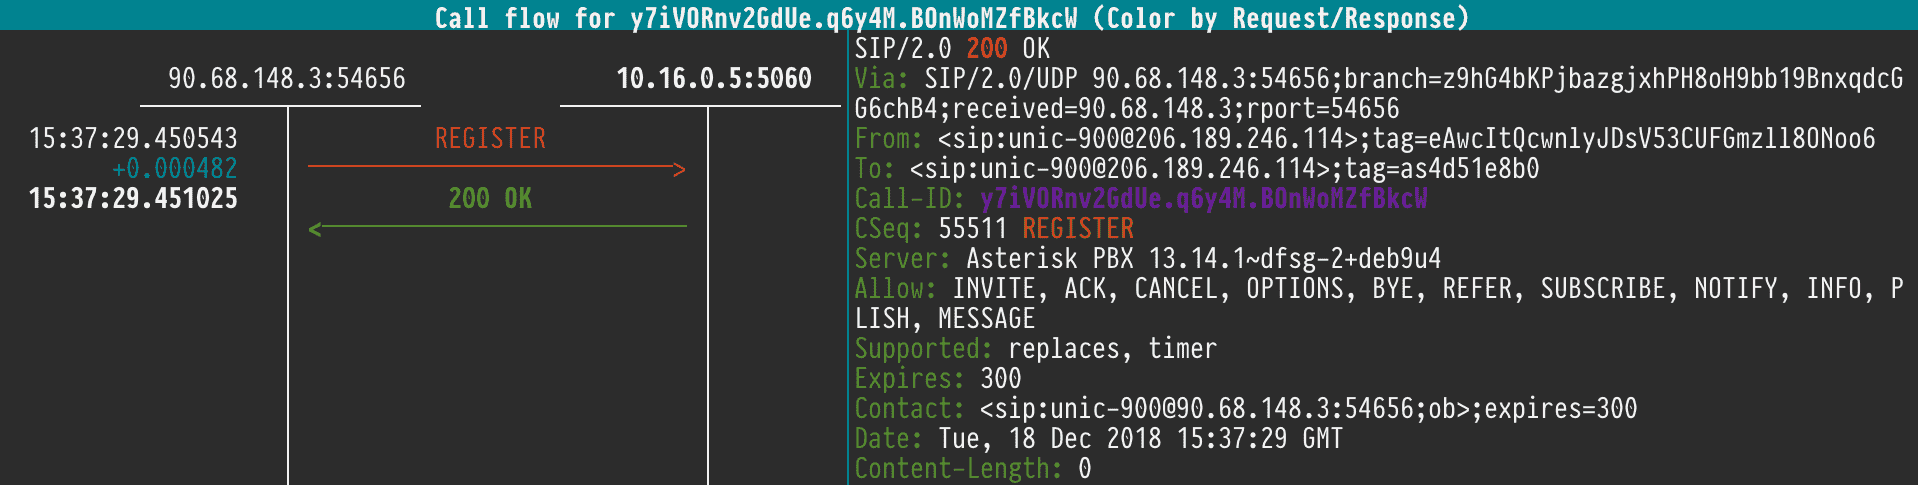 Call flow for y7iVORnv2GdUe.q6y4M.BOnWoMZfBkcW (Color by Request/Response)
90.68.148.3:54656 10.16.0.5:5060
15:37:29.450543 REGISTER
+0.000482
15:37:29.451025 200 OK
SIP/2.0 200 OK
Via: SIP/2.0/UDP 90.68.148.3:54656;branch=z9hG4bKPjbazgjxhPH8oH9bb19BnxqdcG
G6chB4;received=90.68.148.3;rport=54656
From: <sip:unic-900@206.189.246.114>;tag=eAwcItQcwnlyJDsV53CUFGmzll8ONoo6
To: <sip:unic-900@206.189.246.114>;tag=as4d51e8b0
Call-ID: y7iVORnv2GdUe.q6y4M.BOnWoMZfBkcW
CSeq: 55511 REGISTER
Server: Asterisk PBX 13.14.1~dfsg-2+deb9u4
Allow: INVITE, ACK, CANCEL, OPTIONS, BYE, REFER, SUBSCRIBE, NOTIFY, INFO, P
LISH, MESSAGE
Supported: replaces, timer
Expires: 300
Contact: <sip:unic-900@90.68.148.3:54656;ob>;expires=300
Date: Tue, 18 Dec 2018 15:37:29 GMT
Content-Length: 0